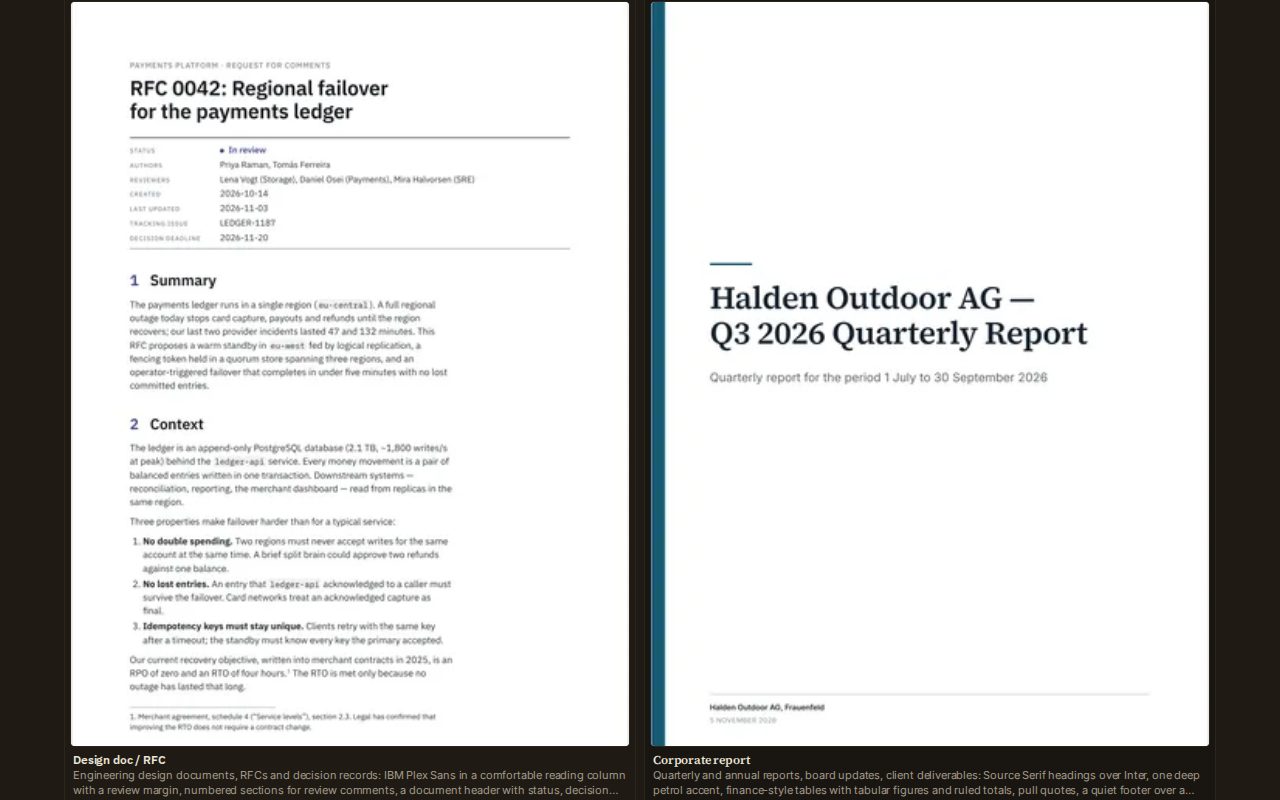 PAYMENTS PLATFORM · REQUEST FOR COMMENTS
RFC 0042: Regional failover
for the payments ledger
STATUS • In review
AUTHORS Priya Raman, Tomás Ferreira
REVIEWERS Lena Vogt (Storage), Daniel Osei (Payments), Mira Halvorsen (SRE)
CREATED 2026-10-14
LAST UPDATED 2026-11-03
TRACKING ISSUE LEDGER-1187
DECISION DEADLINE 2026-11-20
1 Summary
The payments ledger runs in a single region (eu-central). A full regional
outage today stops card capture, payouts and refunds until the region
recovers; our last two provider incidents lasted 47 and 132 minutes. This
RFC proposes a warm standby in eu-west fed by logical replication, a
fencing token held in a quorum store spanning three regions, and an
operator-triggered failover that completes in under five minutes with no lost
committed entries.
2 Context
The ledger is an append-only PostgreSQL database (2.1 TB, ~1,800 writes/s
at peak) behind the ledger-api service. Every money movement is a pair of
balanced entries written in one transaction. Downstream systems —
reconciliation, reporting, the merchant dashboard — read from replicas in the
same region.
Three properties make failover harder than for a typical service:
1. No double spending. Two regions must never accept writes for the same
account at the same time. A brief split brain could approve two refunds
against one balance.
2. No lost entries. An entry that ledger-api acknowledged to a caller must
survive the failover. Card networks treat an acknowledged capture as
final.
3. Idempotency keys must stay unique. Clients retry with the same key
after a timeout; the standby must know every key the primary accepted.
Our current recovery objective, written into merchant contracts in 2025, is an
RPO of zero and an RTO of four hours.¹ The RTO is met only because no
outage has lasted that long.
1. Merchant agreement, schedule 4 ("Service levels"), section 2.3. Legal has confirmed that
improving the RTO does not require a contract change.
Design doc / RFC
Engineering design documents, RFCs and decision records: IBM Plex Sans in a comfortable reading column
with a review margin, numbered sections for review comments, a document header with status, decision...
Halden Outdoor AG —
Q3 2026 Quarterly Report
Quarterly report for the period 1 July to 30 September 2026
Halden Outdoor AG, Frauenfeld
5 NOVEMBER 2026
Corporate report
Quarterly and annual reports, board updates, client deliverables: Source Serif headings over Inter, one deep
petrol accent, finance-style tables with tabular figures and ruled totals, pull quotes, a quiet footer over a...